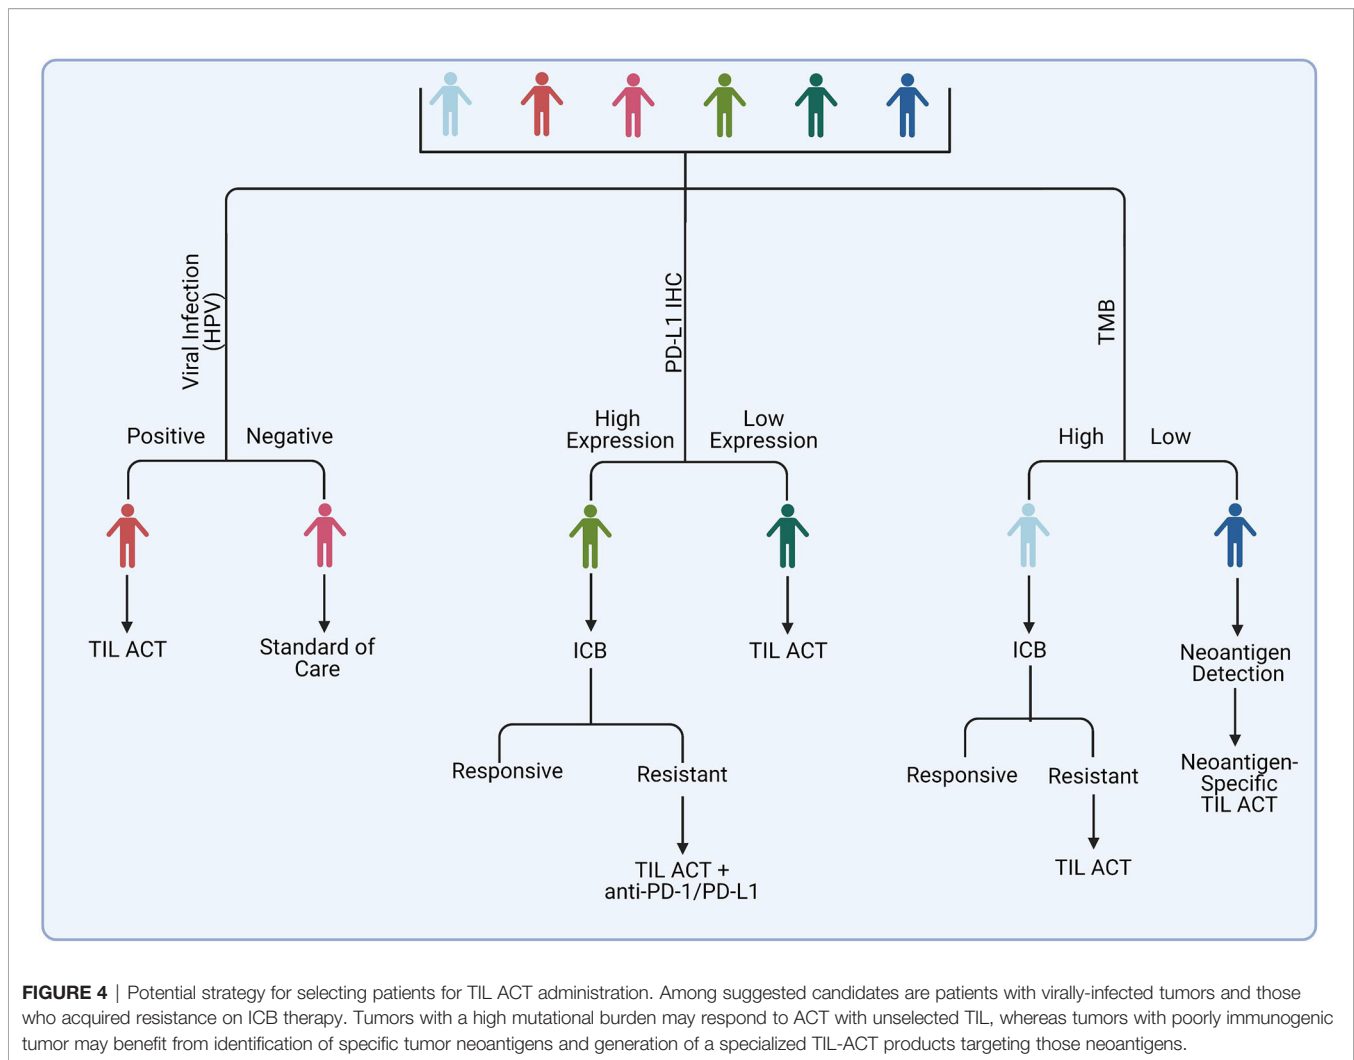 Viral Infection
(HPV)
PD-L1 IHC
TMB
Positive
Negative
High
Expression
Low
Expression
High
Low
TIL ACT
Standard of
Care
ICB
TIL ACT
ICB
Neoantigen
Detection
Responsive
Resistant
Responsive
Resistant
Neoantigen-
Specific
TIL ACT
TIL ACT +
anti-PD-1/PD-L1
TIL ACT
FIGURE 4 | Potential strategy for selecting patients for TIL ACT administration. Among suggested candidates are patients with virally-infected tumors and those
who acquired resistance on ICB therapy. Tumors with a high mutational burden may respond to ACT with unselected TIL, whereas tumors with poorly immunogenic
tumor may benefit from identification of specific tumor neoantigens and generation of a specialized TIL-ACT products targeting those neoantigens.